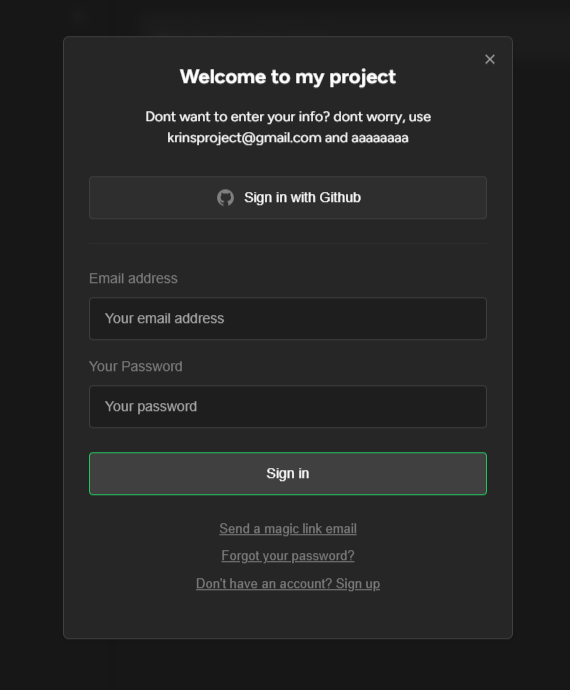 Welcome to my project
Dont want to enter your info? dont worry, use
krinsproject@gmail.com and aaaaaaaa
Sign in with Github
Email address
Your email address
Your Password
Your password
Sign in
Send a magic link email
Forgot your password?
Don't have an account? Sign up